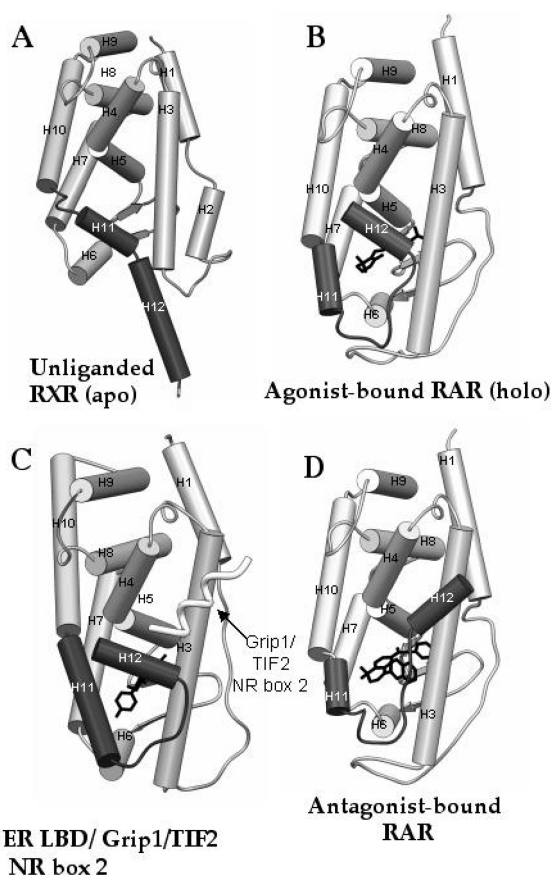 A
H9
H8
H1
H4
H3
H10
H7
H5
H2
H11
H6
H12
Unliganded
RXR (apo)
B
H9
H1
H4
H8
H10
H3
H5
H7
H12
H11
H6
Agonist-bound RAR (holo)
C
H9
H1
H10
H8
H4
H5
H7
H3
H12
H11
H6
Grip1/
TIF2
NR box 2
ER LBD/ Grip1/TIF2
NR box 2
D
H1
H9
H8
H4
H12
H10
H5
H7
H11
H6
H3
Antagonist-bound
RAR